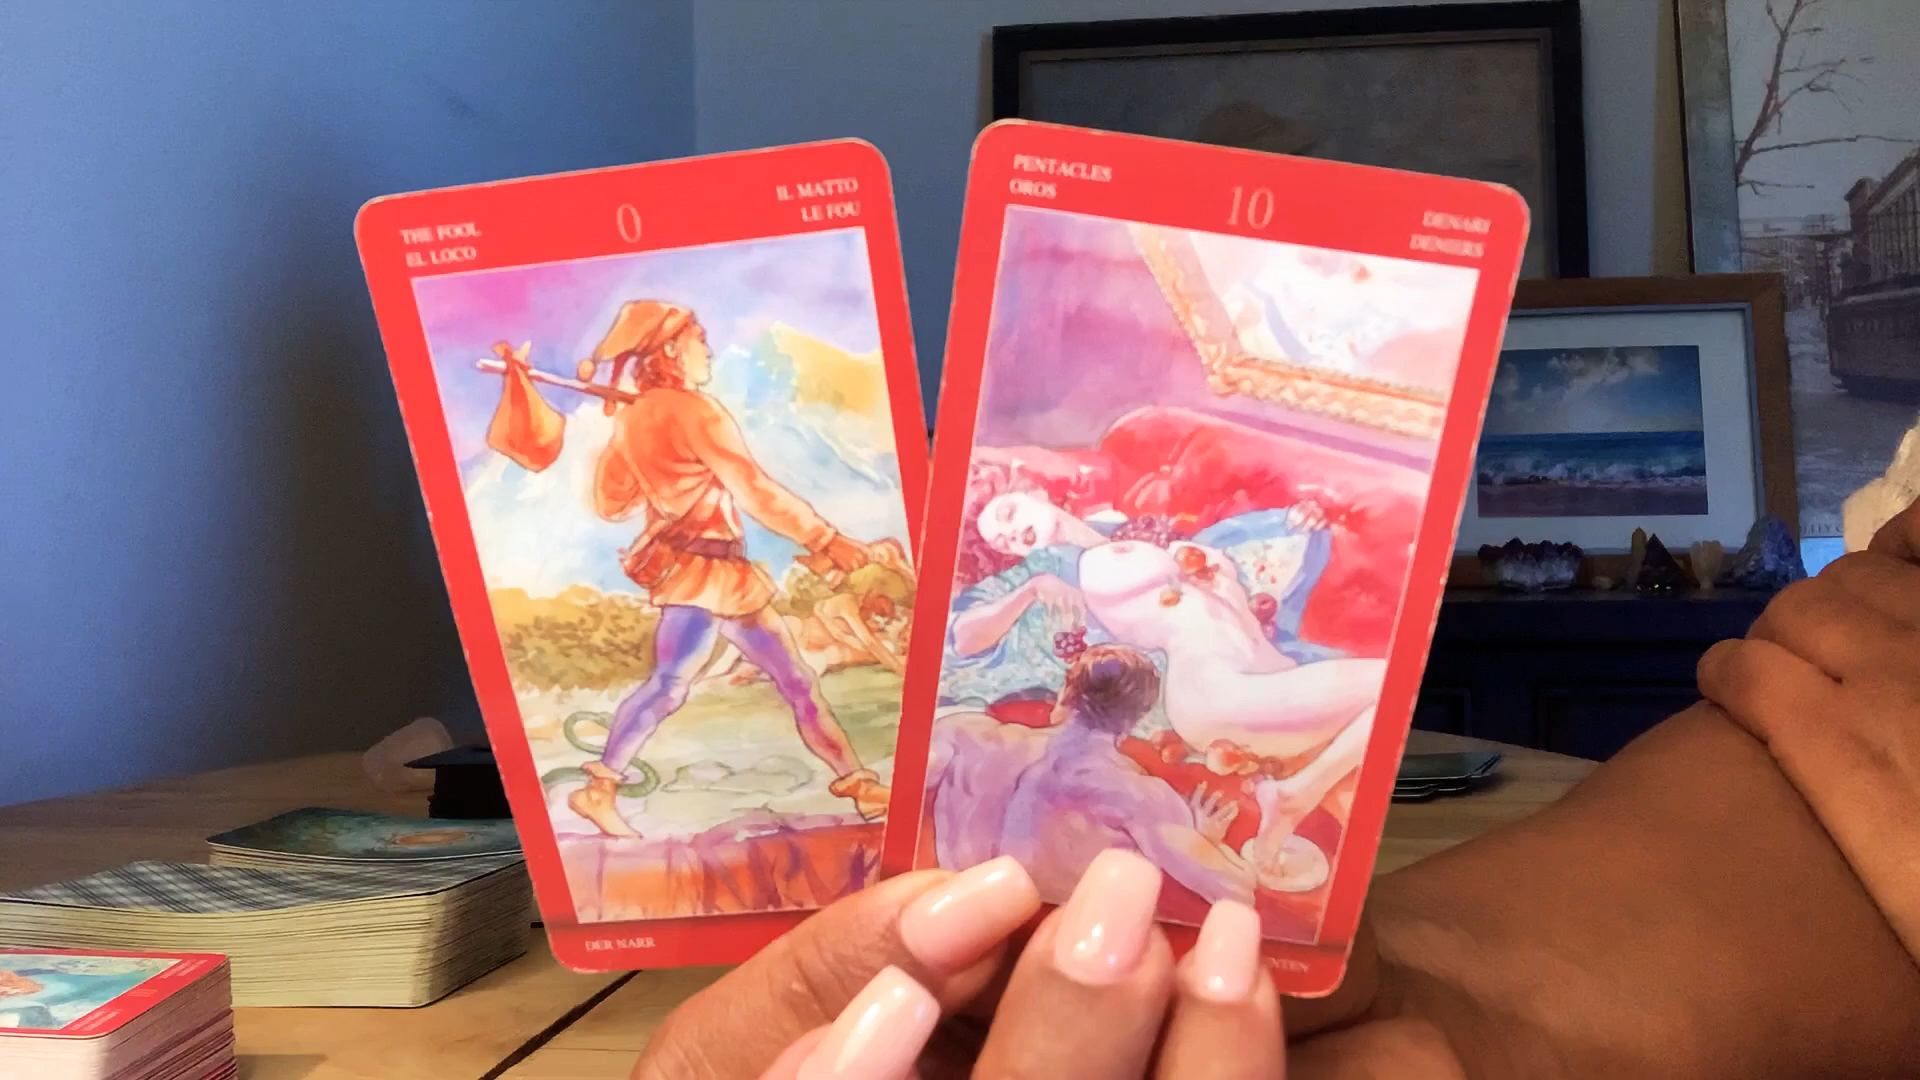 THE FOOL
EL LOCO
0
IL MATTO
LE FOU
DER NARR
PENTACLES
OROS
10
DENARI
DENIERS